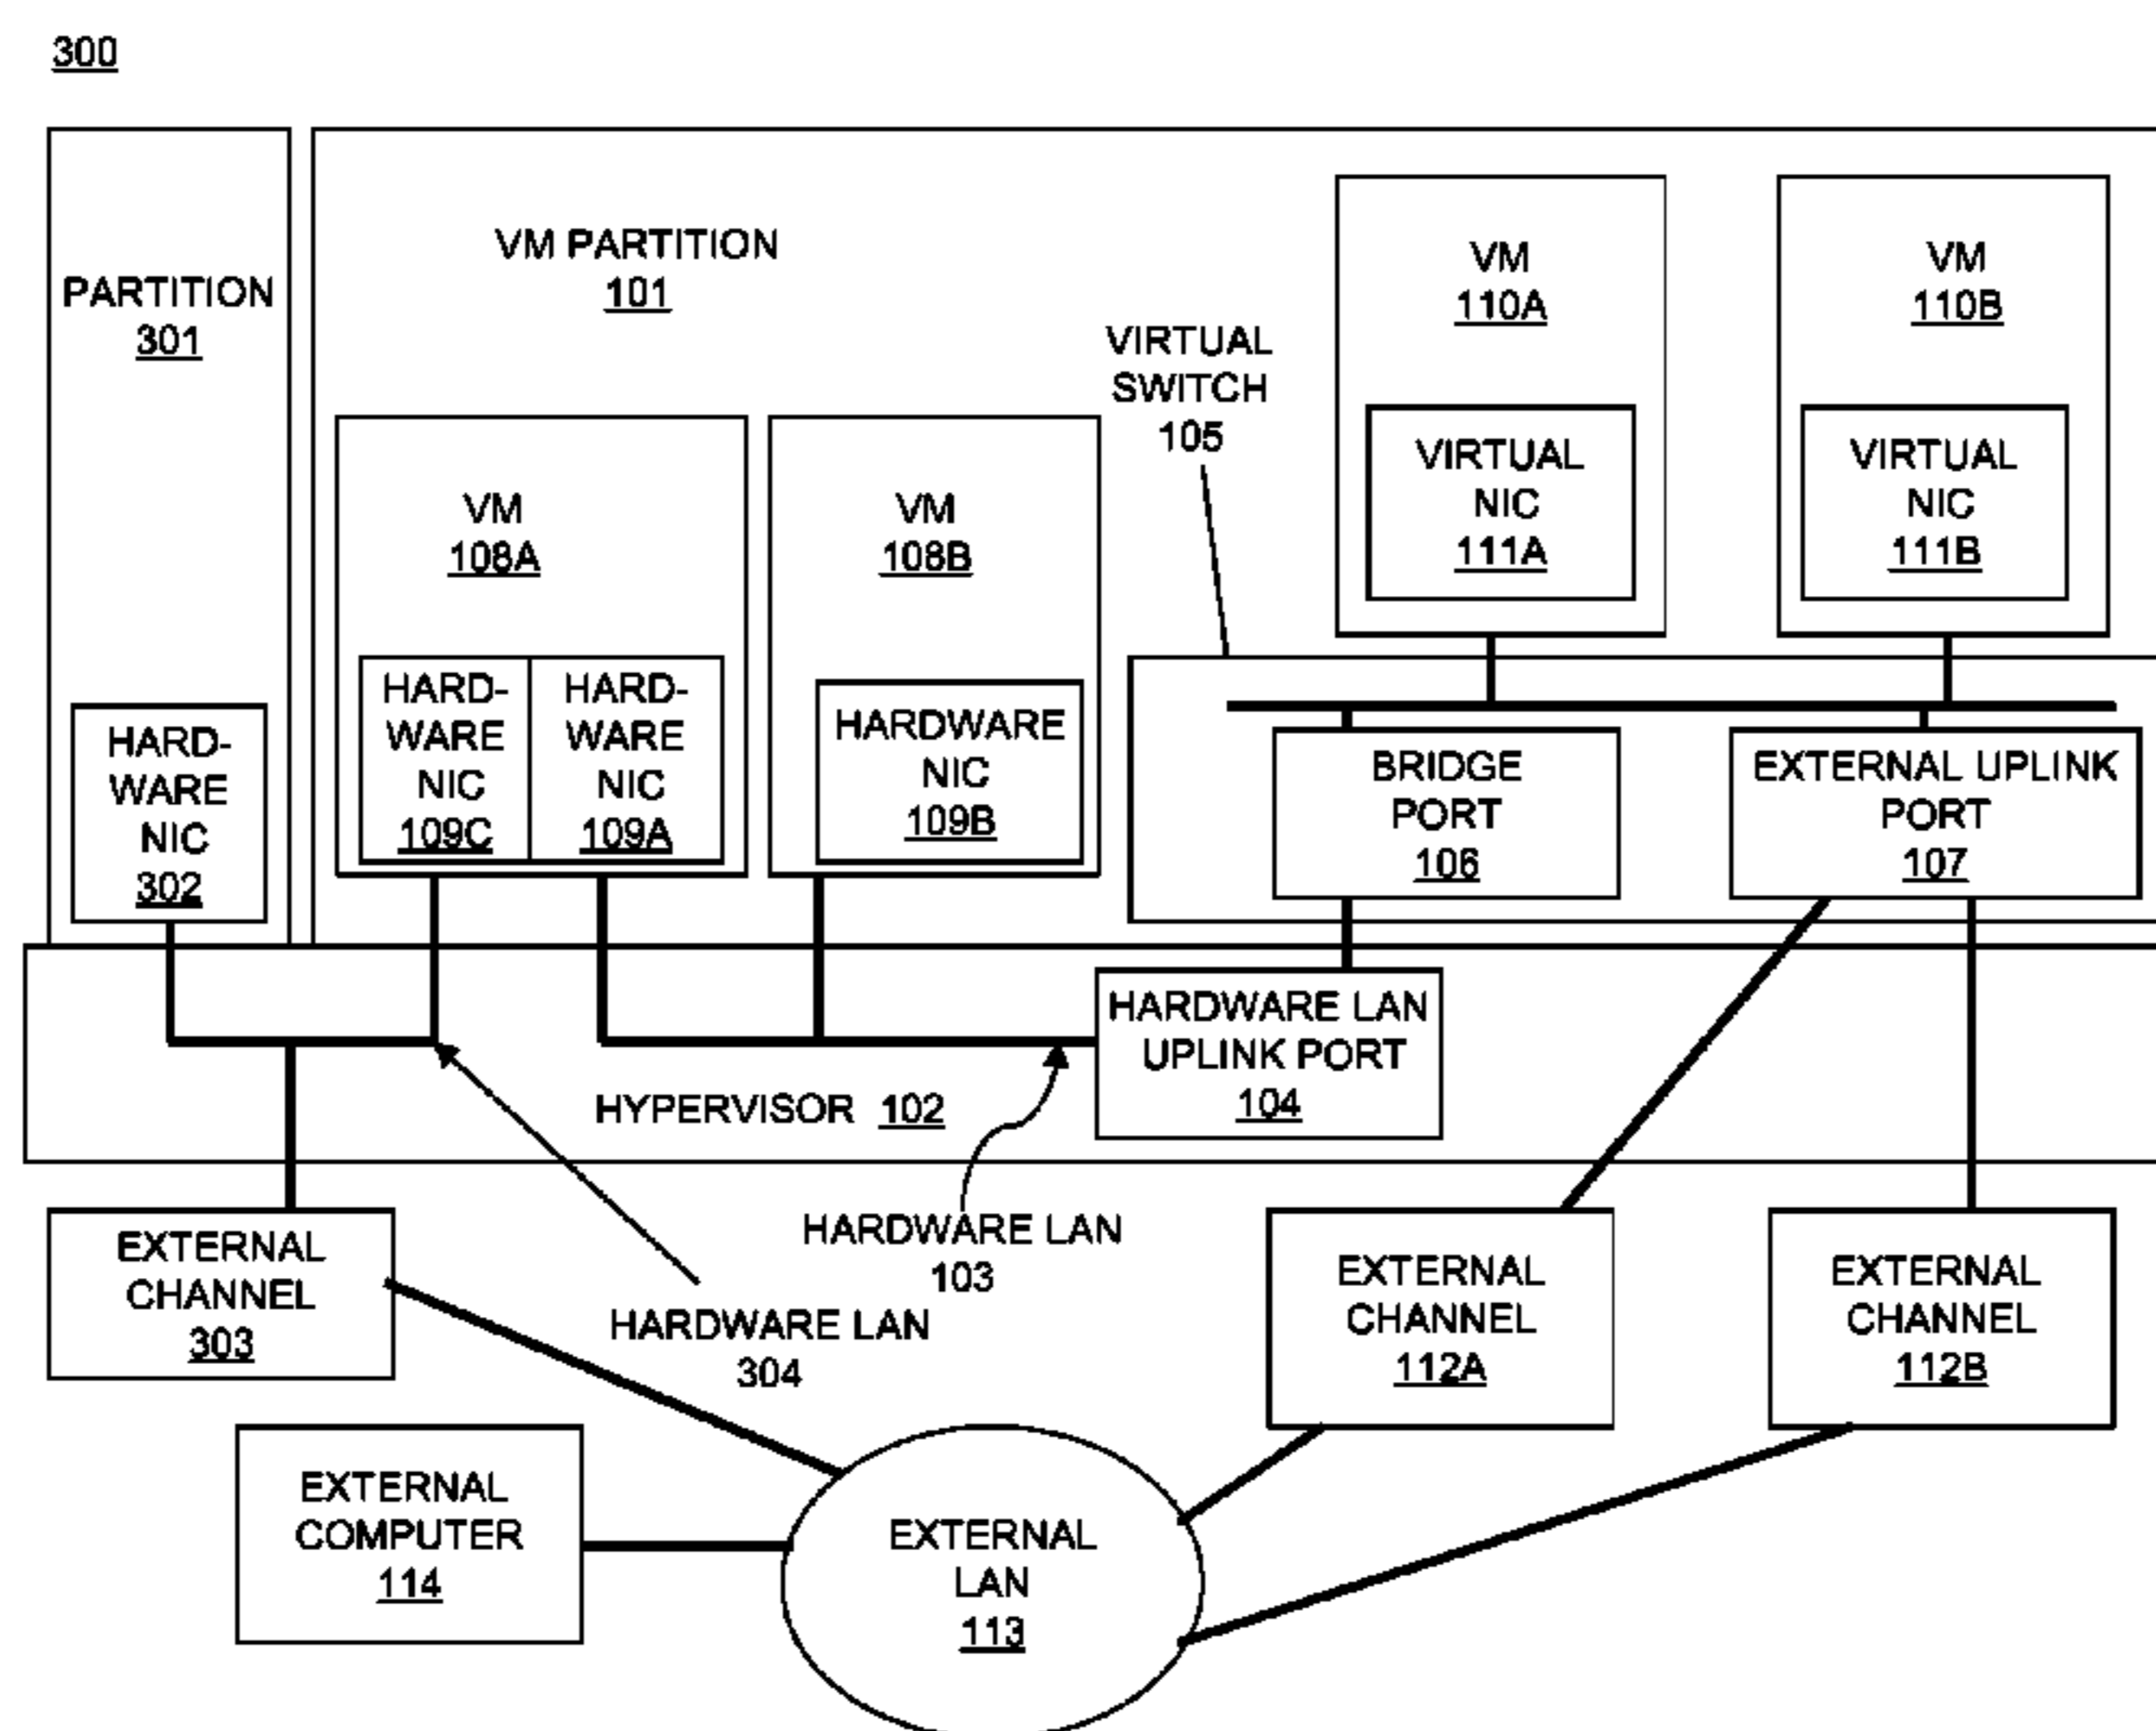 300
PARTITION
301
VM PARTITION
101
VM
110A
VM
110B
VIRTUAL
SWITCH
105
VIRTUAL
NIC
111A
VIRTUAL
NIC
111B
VM
108A
VM
108B
HARD-
WARE
NIC
302
HARD-
WARE
NIC
109C
HARD-
WARE
NIC
109A
HARDWARE
NIC
109B
BRIDGE
PORT
106
EXTERNAL UPLINK
PORT
107
HARDWARE LAN
UPLINK PORT
104
HYPERVISOR 102
HARDWARE LAN
103
HARDWARE LAN
304
EXTERNAL
CHANNEL
303
EXTERNAL
CHANNEL
112A
EXTERNAL
CHANNEL
112B
EXTERNAL
COMPUTER
114
EXTERNAL
LAN
113